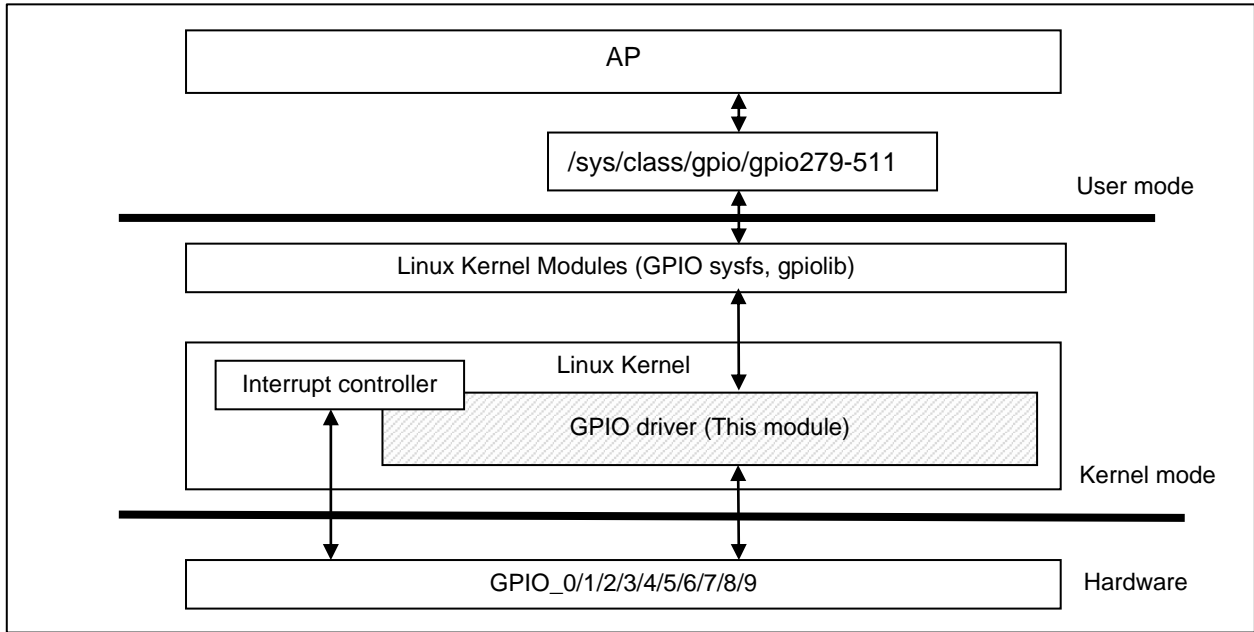 AP
/sys/class/gpio/gpio279-511
User mode
Linux Kernel Modules (GPIO sysfs, gpiolib)
Linux Kernel
Interrupt controller
GPIO driver (This module)
Kernel mode
GPIO_0/1/2/3/4/5/6/7/8/9
Hardware